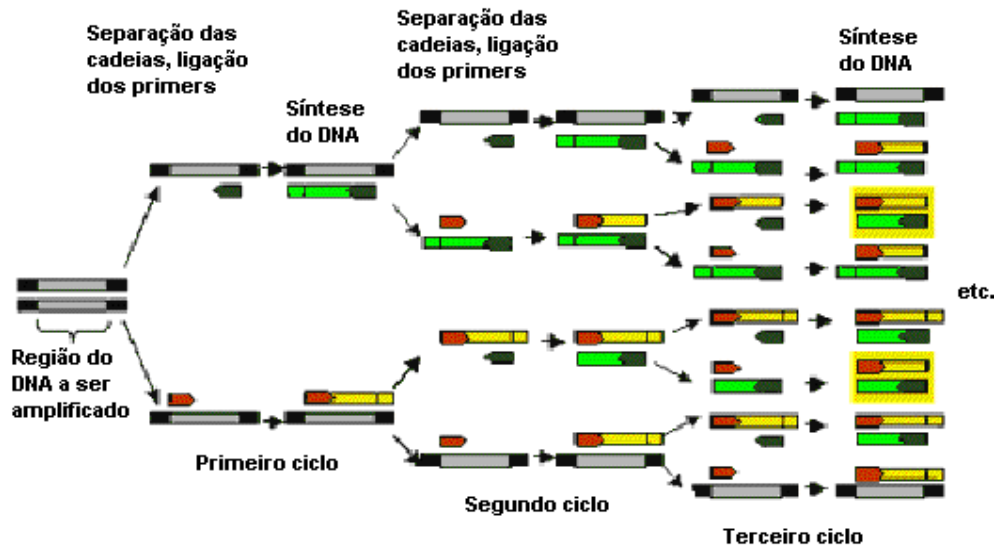 Separação das
cadeias, ligação
dos primers
Síntese
do DNA
Separação das
cadeias, ligação
dos primers
Síntese
do DNA
etc.
Região do
DNA a ser
amplificado
Primeiro ciclo
Segundo ciclo
Terceiro ciclo